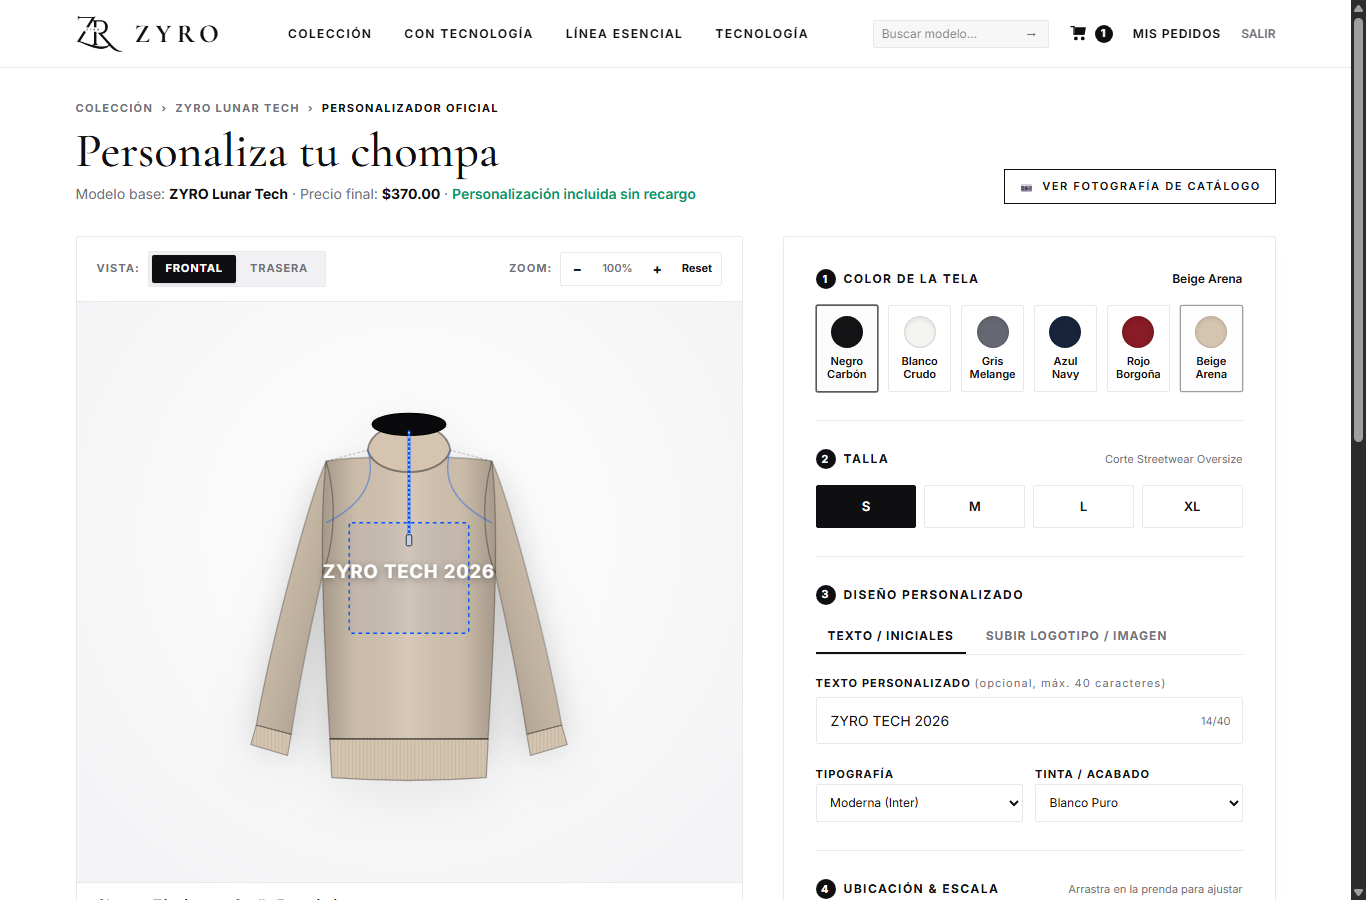 ZR ZYRO
COLECCIÓN CON TECNOLOGÍA LÍNEA ESENCIAL TECNOLOGÍA
Buscar modelo... →
1 MIS PEDIDOS SALIR
COLECCIÓN › ZYRO LUNAR TECH › PERSONALIZADOR OFICIAL
Personaliza tu chompa
Modelo base: ZYRO Lunar Tech · Precio final: $370.00 · Personalización incluida sin recargo
VER FOTOGRAFÍA DE CATÁLOGO
VISTA: FRONTAL TRASERA
ZOOM: − 100% + Reset
ZYRO TECH 2026
1 COLOR DE LA TELA Beige Arena
Negro Carbón
Blanco Crudo
Gris Melange
Azul Navy
Rojo Borgoña
Beige Arena
2 TALLA Corte Streetwear Oversize
S M L XL
3 DISEÑO PERSONALIZADO
TEXTO / INICIALES SUBIR LOGOTIPO / IMAGEN
TEXTO PERSONALIZADO (opcional, máx. 40 caracteres)
ZYRO TECH 2026 14/40
TIPOGRAFÍA TINTA / ACABADO
Moderna (Inter) Blanco Puro
4 UBICACIÓN & ESCALA Arrastra en la prenda para ajustar